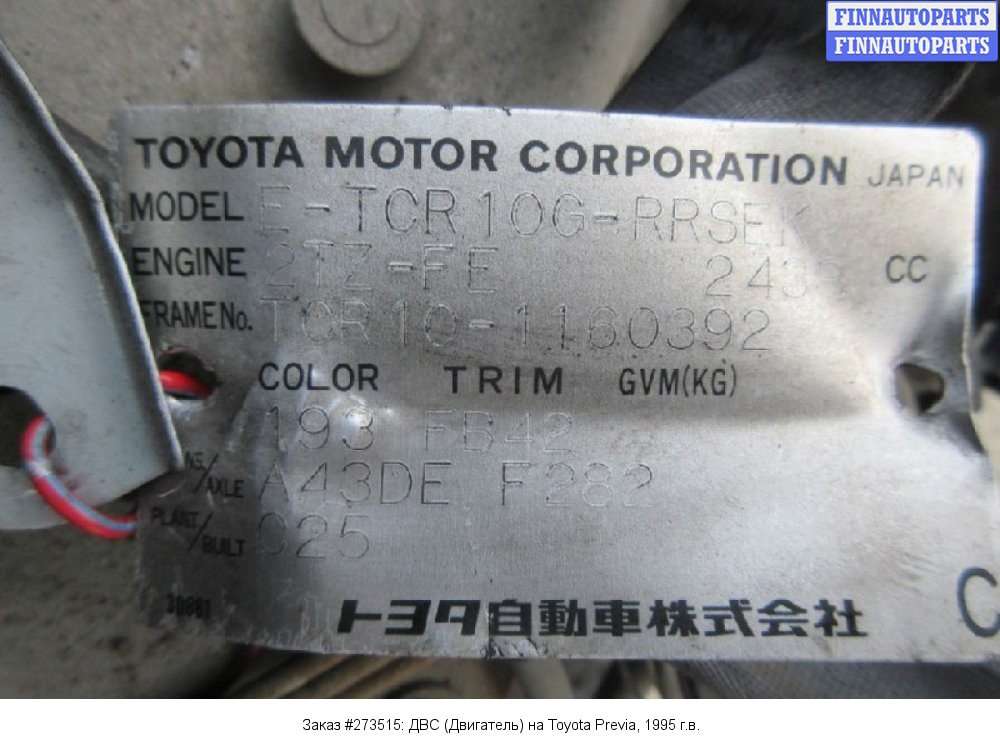 FINNAUTOPARTS
FINNAUTOPARTS
TOYOTA MOTOR CORPORATION JAPAN
MODEL E-TCR10G-RRSEK
ENGINE 2TZ-FE 2438 CC
FRAME No. TCR10-1160392
COLOR TRIM GVM(KG)
193 FB42
/AXLE A43DE F282
PLANT/BUILT
トヨタ自動車株式会社
C
Заказ #273515: ДВС (Двигатель) на Toyota Previa, 1995 г.в.